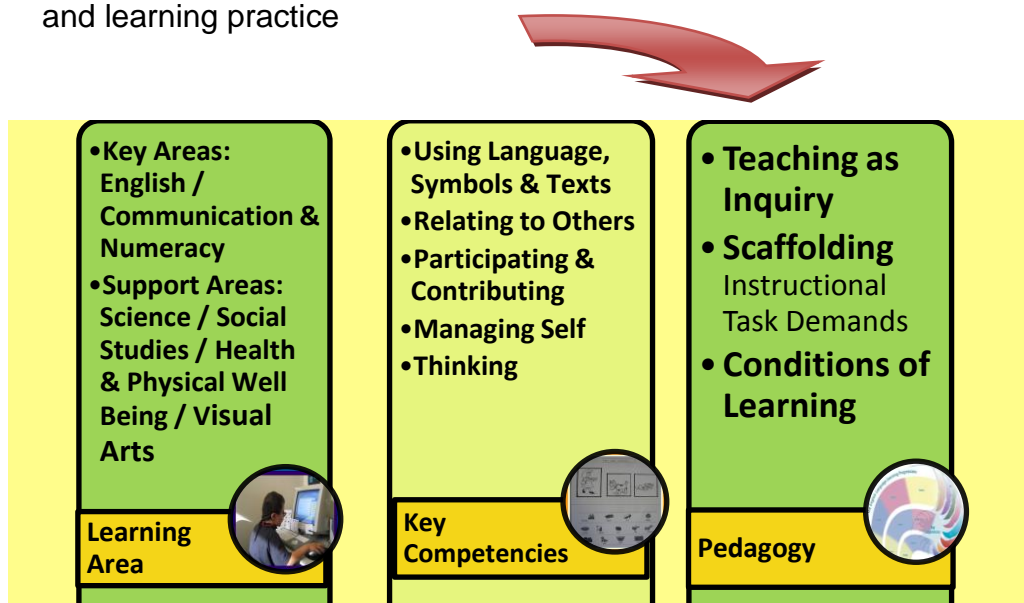 and learning practice
•Key Areas:
English /
Communication &
Numeracy
•Support Areas:
Science / Social
Studies / Health
& Physical Well
Being / Visual
Arts
Learning
Area
•Using Language,
Symbols & Texts
•Relating to Others
•Participating &
Contributing
•Managing Self
•Thinking
Key
Competencies
• Teaching as
Inquiry
• Scaffolding
Instructional
Task Demands
• Conditions of
Learning
Pedagogy